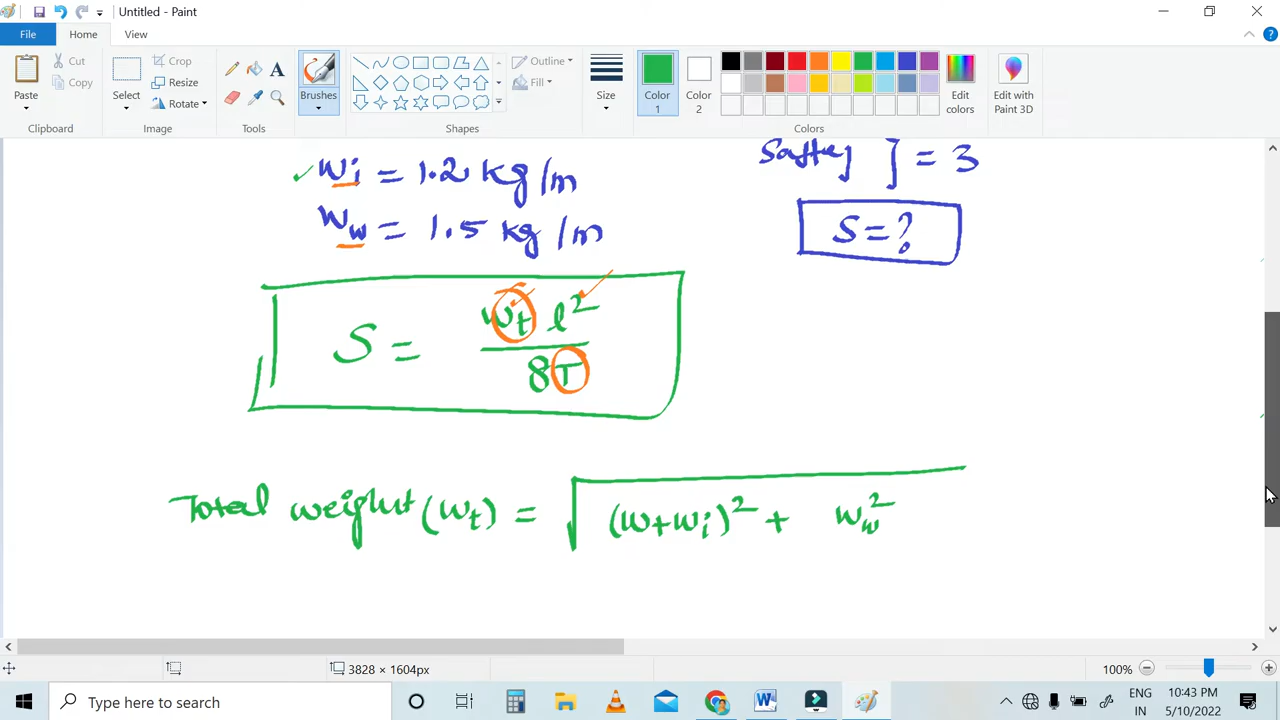 Untitled - Paint
File Home View
Paste Cut Copy Clipboard
Select Crop Resize Rotate Image
Tools
Brushes
Outline Fill Shapes
Size
Color 1 Color 2 Edit colors Colors
Edit with Paint 3D
wi = 1.2 kg/m
ww = 1.5 kg/m
] = 3
S = ?
S = wt l² / 8T
Total weight (wt) = √(w+wi)² + ww²
3828 × 1604px
100%
Type here to search
ENG IN
10:43 PM
5/10/2022